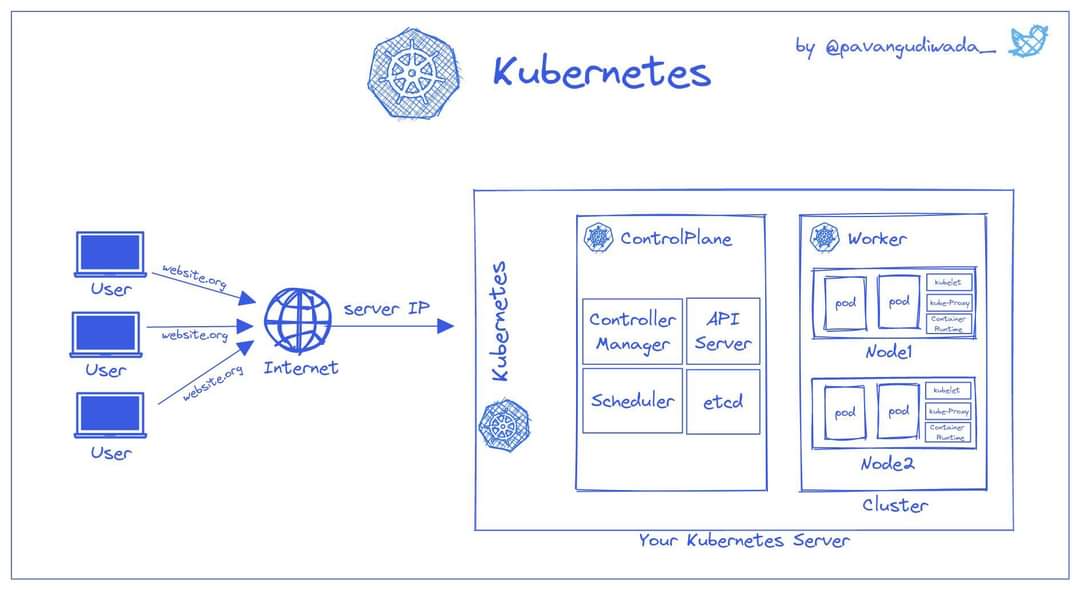 Kubernetes
by @pavangudiwada_
User
User
User
website.org
website.org
website.org
Internet
server IP
Kubernetes
ControlPlane
Controller
Manager
API
Server
Scheduler
etcd
Worker
pod
pod
kubelet
kube-Proxy
Container
Runtime
Node1
pod
pod
kubelet
kube-Proxy
Container
Runtime
Node2
Cluster
Your Kubernetes Server